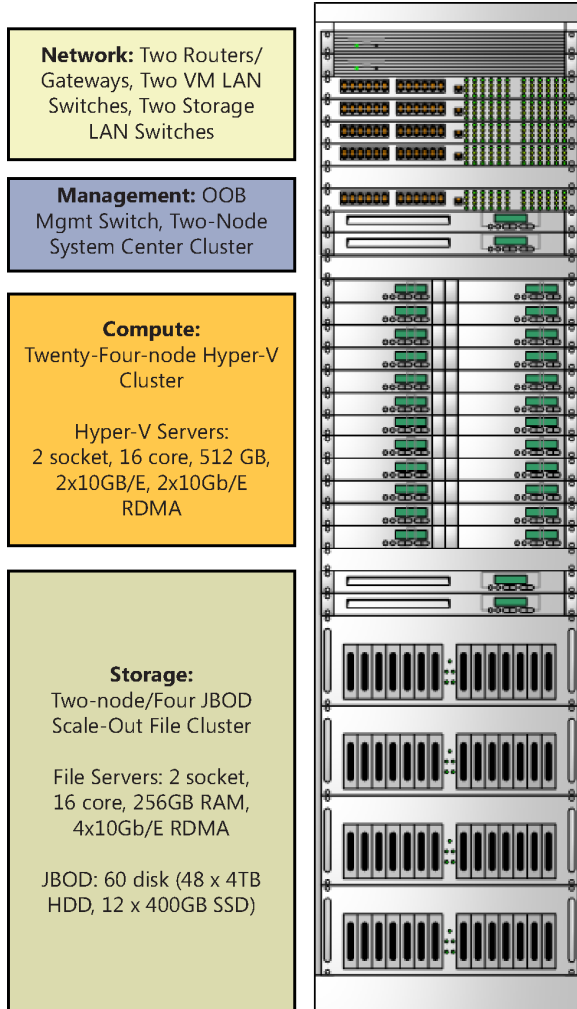 Network: Two Routers/
Gateways, Two VM LAN
Switches, Two Storage
LAN Switches
Management: OOB
Mgmt Switch, Two-Node
System Center Cluster
Compute:
Twenty-Four-node Hyper-V
Cluster
Hyper-V Servers:
2 socket, 16 core, 512 GB,
2x10GB/E, 2x10Gb/E
RDMA
Storage:
Two-node/Four JBOD
Scale-Out File Cluster
File Servers: 2 socket,
16 core, 256GB RAM,
4x10Gb/E RDMA
JBOD: 60 disk (48 x 4TB
HDD, 12 x 400GB SSD)